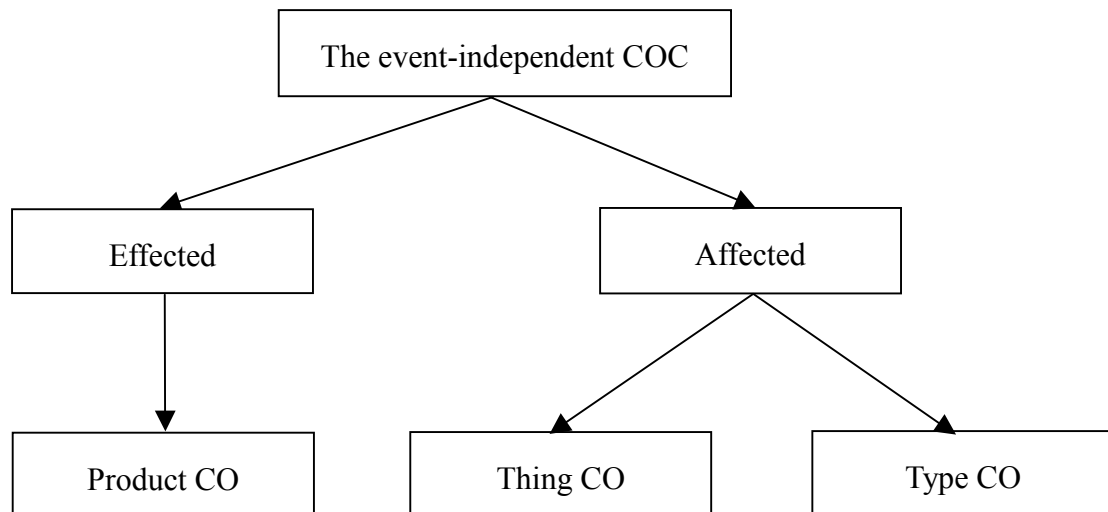 The event-independent COC
Effected
Affected
Product CO
Thing CO
Type CO